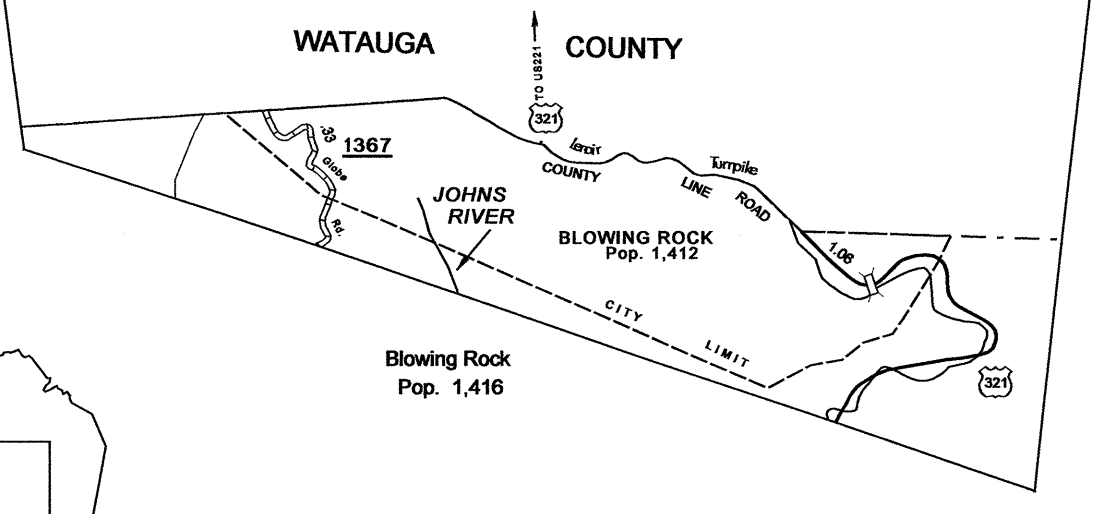 WATAUGA COUNTY
TO US221
321
.33
1367
Globe
Rd.
Lenoir Turnpike
COUNTY LINE ROAD
JOHNS
RIVER
BLOWING ROCK
Pop. 1,412
1.06
CITY LIMIT
Blowing Rock
Pop. 1,416
321